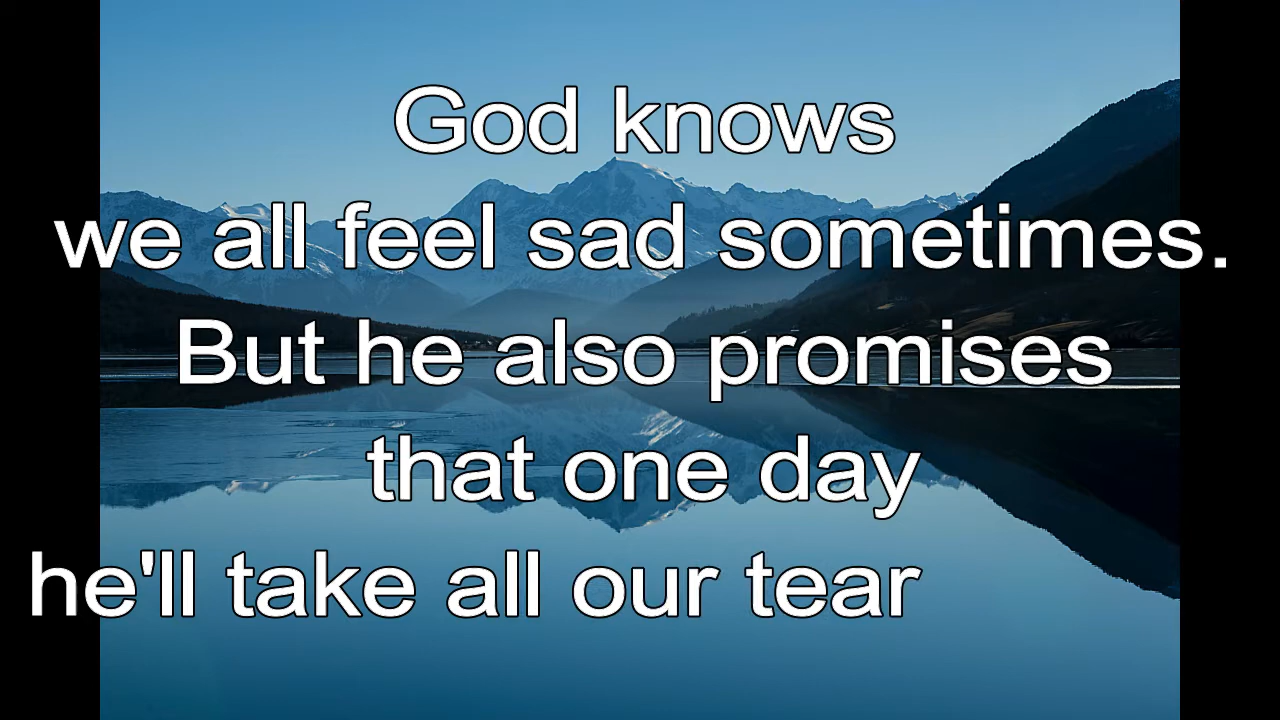 God knows
we all feel sad sometimes.
But he also promises
that one day
he'll take all our tear